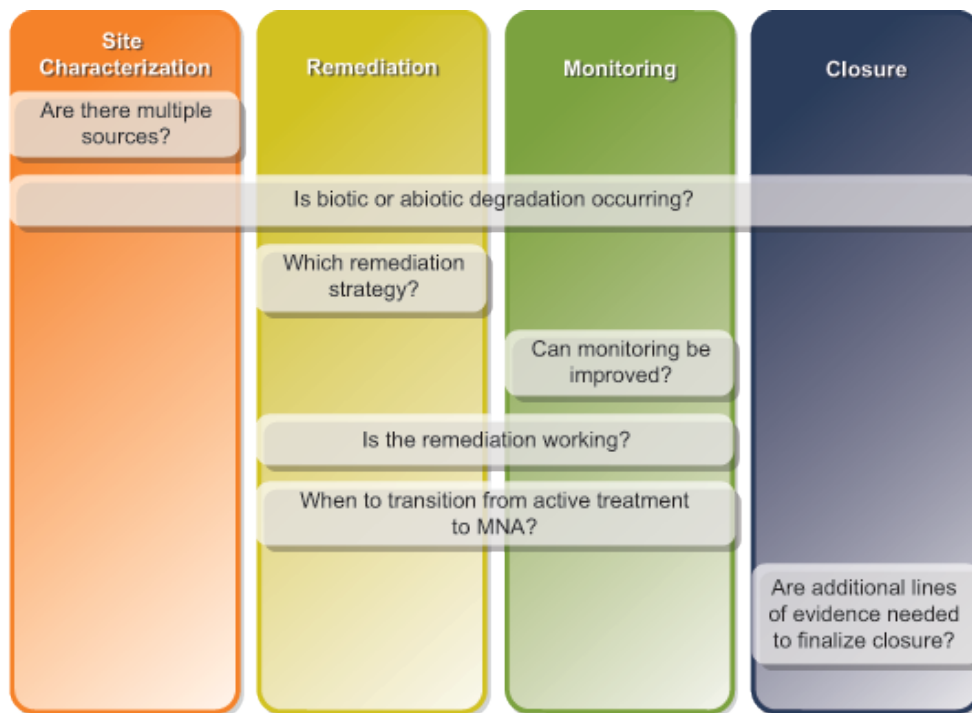 Site
Characterization
Remediation
Monitoring
Closure
Are there multiple
sources?
Is biotic or abiotic degradation occurring?
Which remediation
strategy?
Can monitoring be
improved?
Is the remediation working?
When to transition from active treatment
to MNA?
Are additional lines
of evidence needed
to finalize closure?